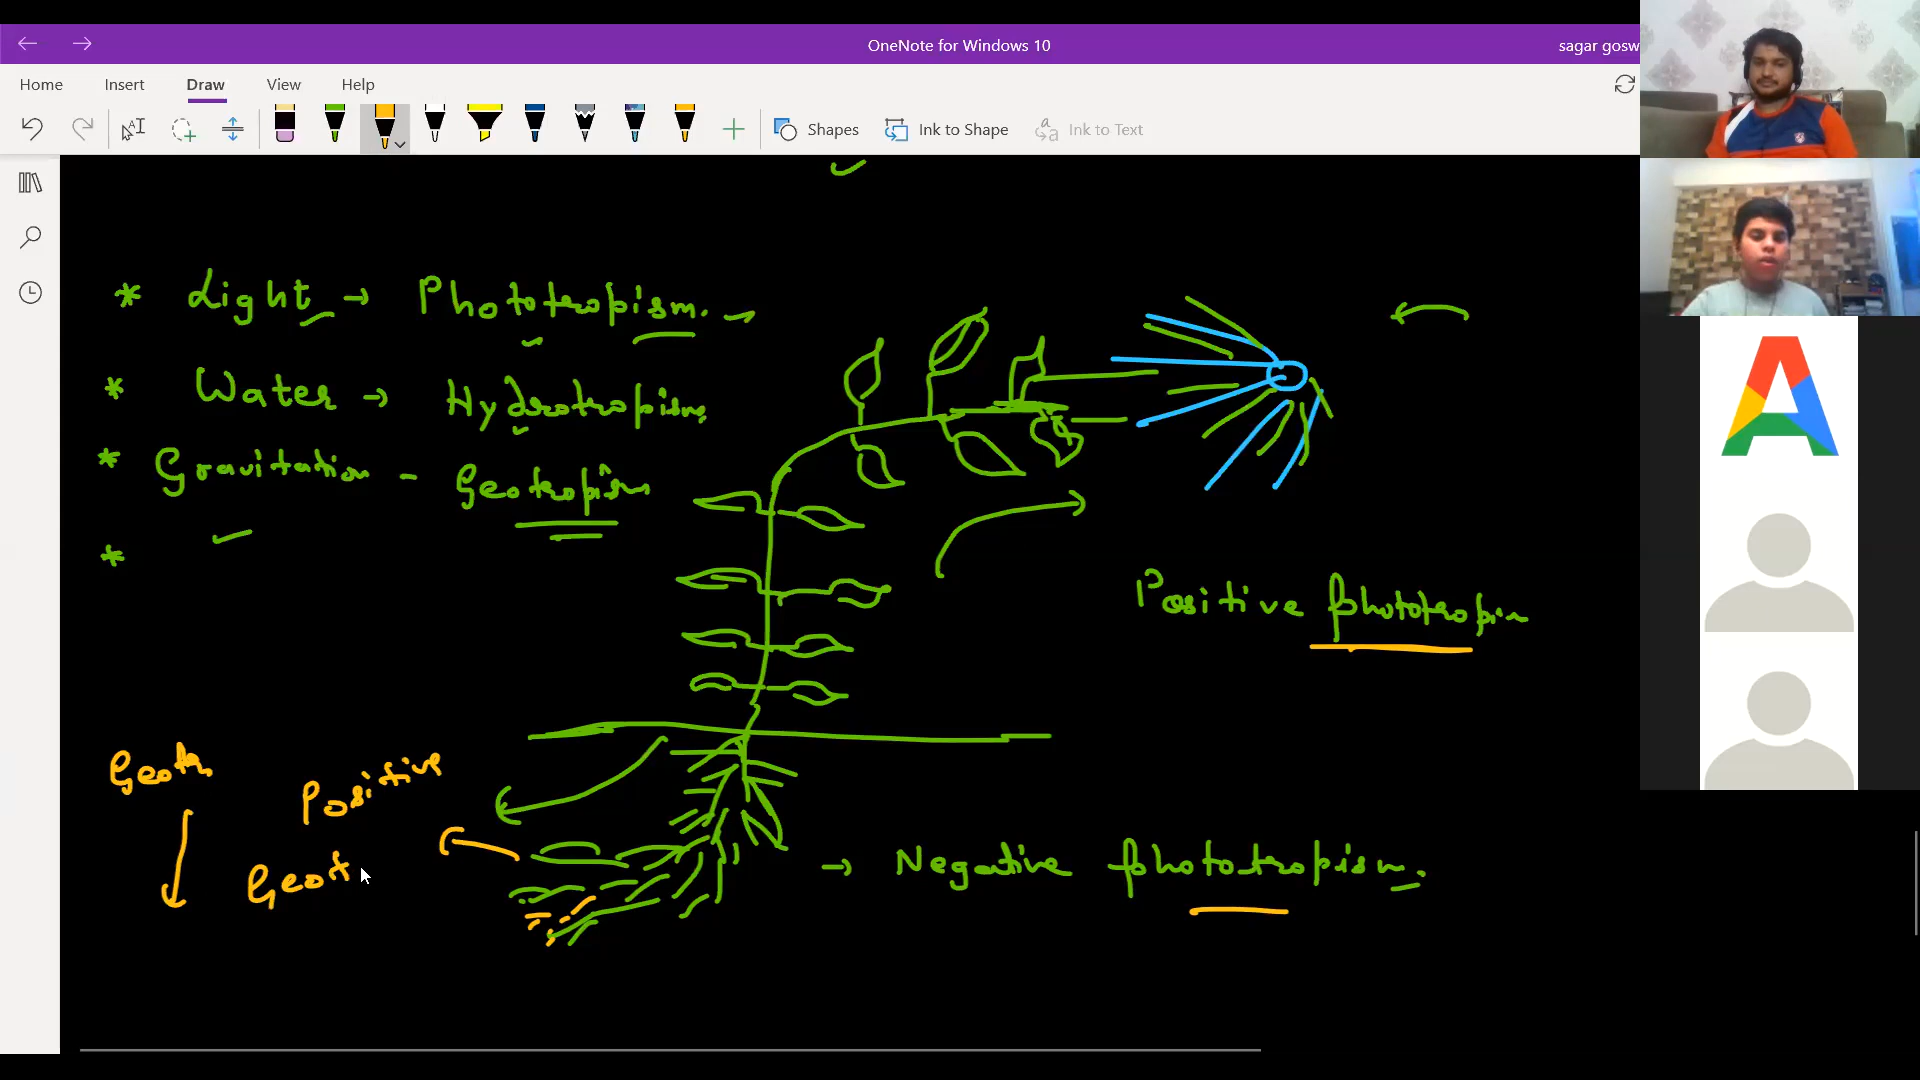 OneNote for Windows 10
sagar gosw
Home Insert Draw View Help
Shapes Ink to Shape Ink to Text
* Light → Phototropism.
* Water → Hydrotropism
* Gravitation - Geotropism
*
Positive phototropism
Geotr
Positive
Geot
→ Negative phototropism.